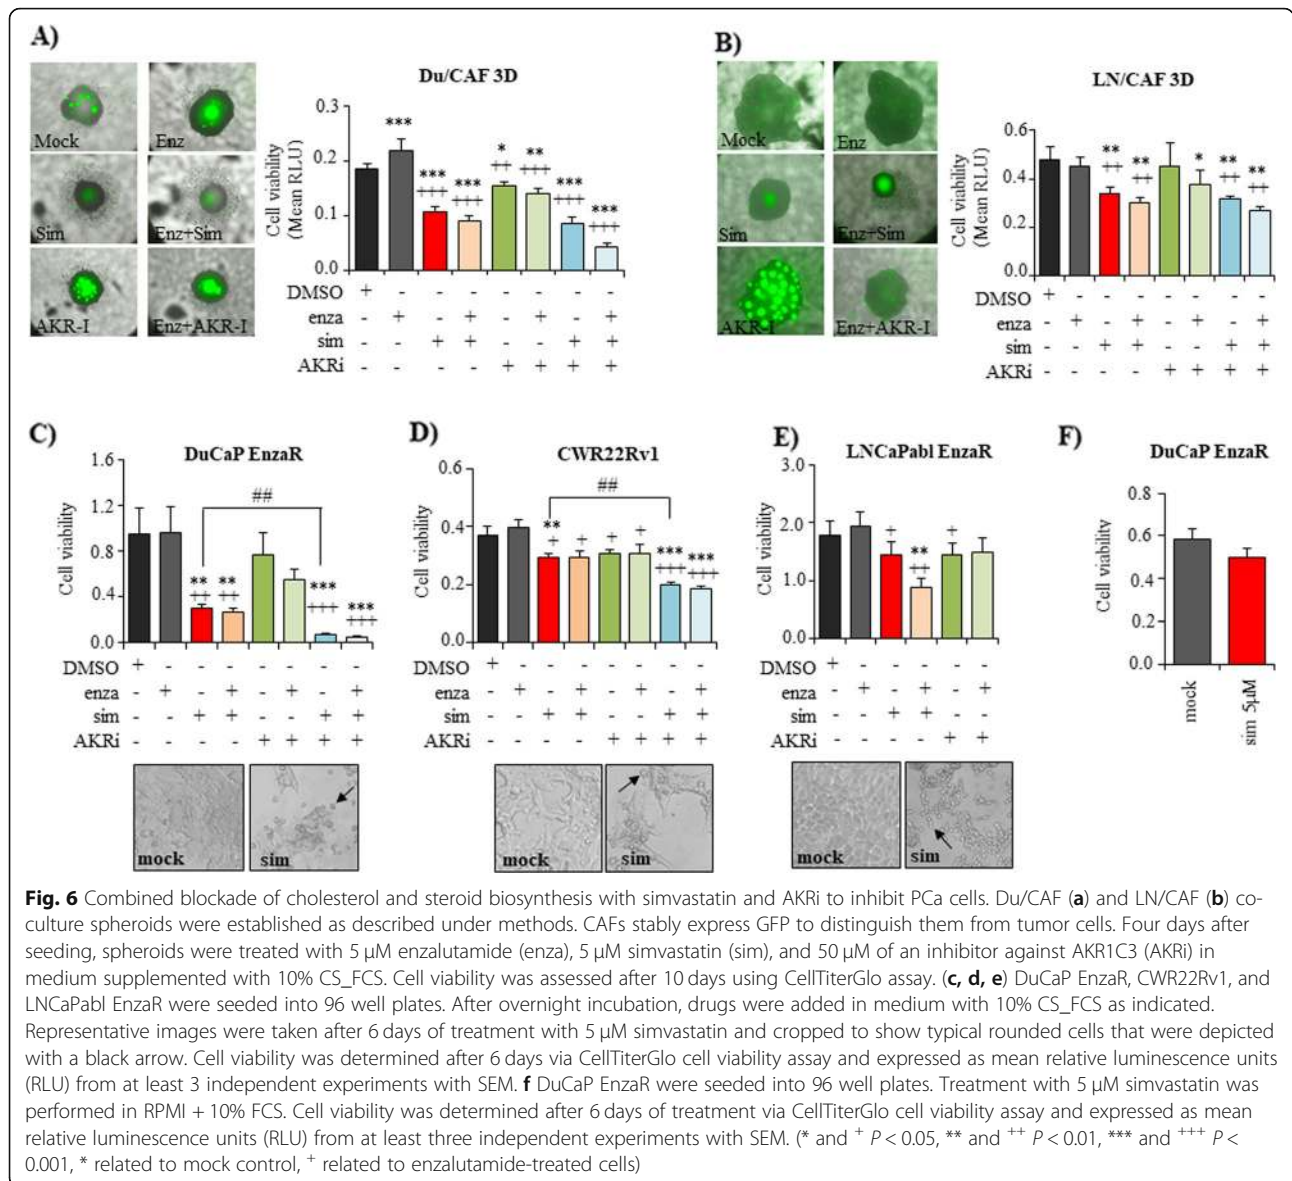 A)
Mock
Enz
Sim
Enz+Sim
AKR-I
Enz+AKR-I
Du/CAF 3D
Cell viability
(Mean RLU)
0.3
0.2
0.1
0.0
***
***
+++
***
+++
*
++
**
+++
***
+++
***
+++
DMSO + - - - - - - -
enza - + - + - + - +
sim - - + + - - + +
AKRi - - - - + + + +
B)
Mock
Enz
Sim
Enz+Sim
AKR-I
Enz+AKR-I
LN/CAF 3D
Cell viability
(Mean RLU)
0.6
0.4
0.2
0.0
**
++
**
++
*
**
++
**
++
DMSO + - - - - - - -
enza - + - + - + - +
sim - - + + - - + +
AKRi - - - - + + + +
C)
DuCaP EnzaR
Cell viability
1.6
1.2
0.8
0.4
0.0
##
**
++
**
++
***
+++
***
+++
DMSO + - - - - - - -
enza - + - + - + - +
sim - - + + - - + +
AKRi - - - - + + + +
mock
sim
D)
CWR22Rv1
Cell viability
0.6
0.4
0.2
0.0
##
**
+
+
+
+
***
+++
***
+++
+ - - - - - - -
- + - + - + - +
- - + + - - + +
- - - - + + + +
mock
sim
E)
LNCaPabl EnzaR
Cell viability
3.0
2.0
1.0
0.0
+
**
++
+
DMSO + - - - - -
enza - + - + - +
sim - - + + - -
AKRi - - - - + +
mock
sim
F)
DuCaP EnzaR
Cell viability
0.8
0.6
0.4
0.2
0.0
mock
sim 5µM
Fig. 6 Combined blockade of cholesterol and steroid biosynthesis with simvastatin and AKRi to inhibit PCa cells. Du/CAF (a) and LN/CAF (b) co-
culture spheroids were established as described under methods. CAFs stably express GFP to distinguish them from tumor cells. Four days after
seeding, spheroids were treated with 5 µM enzalutamide (enza), 5 µM simvastatin (sim), and 50 µM of an inhibitor against AKR1C3 (AKRi) in
medium supplemented with 10% CS_FCS. Cell viability was assessed after 10 days using CellTiterGlo assay. (c, d, e) DuCaP EnzaR, CWR22Rv1, and
LNCaPabl EnzaR were seeded into 96 well plates. After overnight incubation, drugs were added in medium with 10% CS_FCS as indicated.
Representative images were taken after 6 days of treatment with 5 µM simvastatin and cropped to show typical rounded cells that were depicted
with a black arrow. Cell viability was determined after 6 days via CellTiterGlo cell viability assay and expressed as mean relative luminescence units
(RLU) from at least 3 independent experiments with SEM. f DuCaP EnzaR were seeded into 96 well plates. Treatment with 5 µM simvastatin was
performed in RPMI + 10% FCS. Cell viability was determined after 6 days of treatment via CellTiterGlo cell viability assay and expressed as mean
relative luminescence units (RLU) from at least three independent experiments with SEM. (* and + P < 0.05, ** and ++ P < 0.01, *** and +++ P <
0.001, * related to mock control, + related to enzalutamide-treated cells)